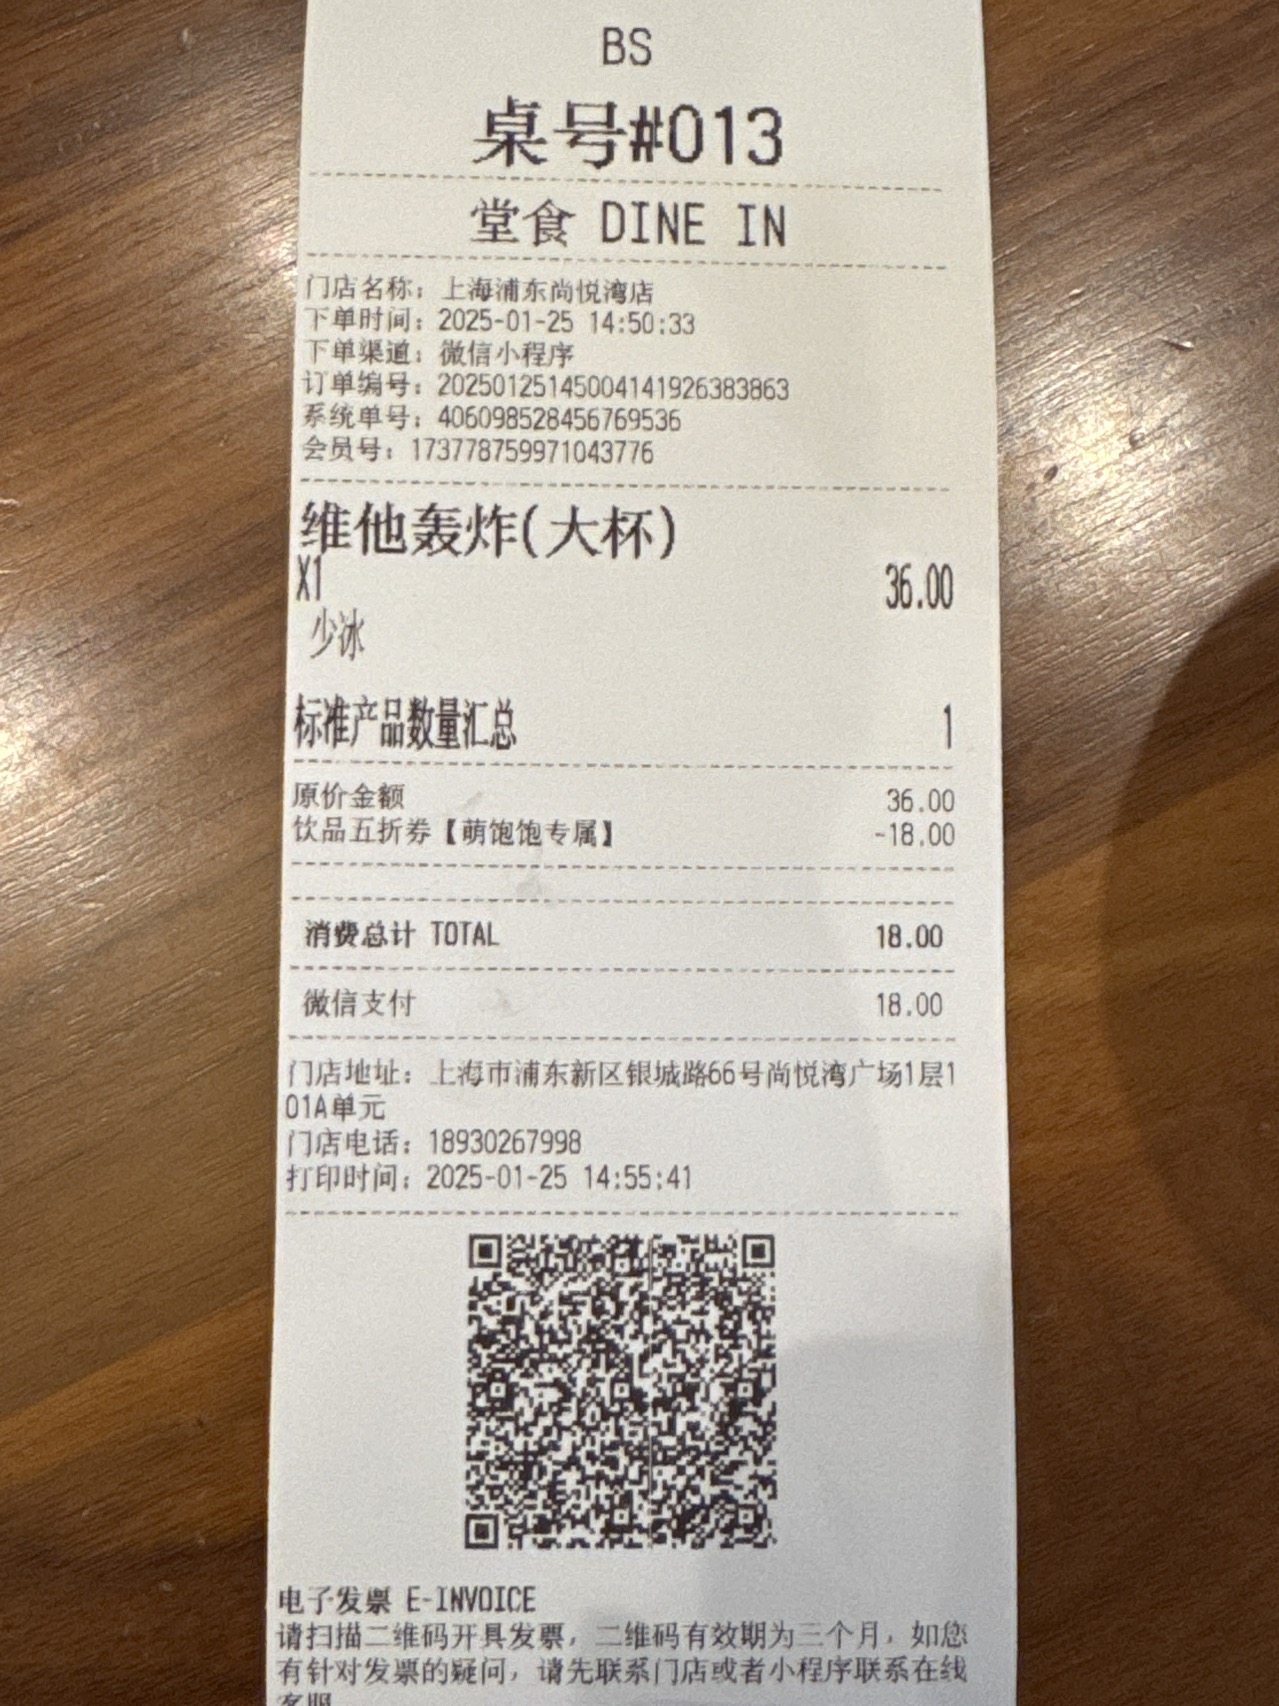 BS
桌号#013
堂食 DINE IN
门店名称：上海浦东尚悦湾店
下单时间：2025-01-25 14:50:33
下单渠道：微信小程序
订单编号：2025012514500414192638​3863
系统单号：406098528456769536
会员号：173778759971043776
维他轰炸(大杯)
X1 36.00
少冰
标准产品数量汇总 1
原价金额 36.00
饮品五折券【萌饱饱专属】 -18.00
消费总计 TOTAL 18.00
微信支付 18.00
门店地址：上海市浦东新区银城路66号尚悦湾广场1层1
01A单元
门店电话：18930267998
打印时间：2025-01-25 14:55:41
电子发票 E-INVOICE
请扫描二维码开具发票，二维码有效期为三个月，如您
有针对发票的疑问，请先联系门店或者小程序联系在线
客服